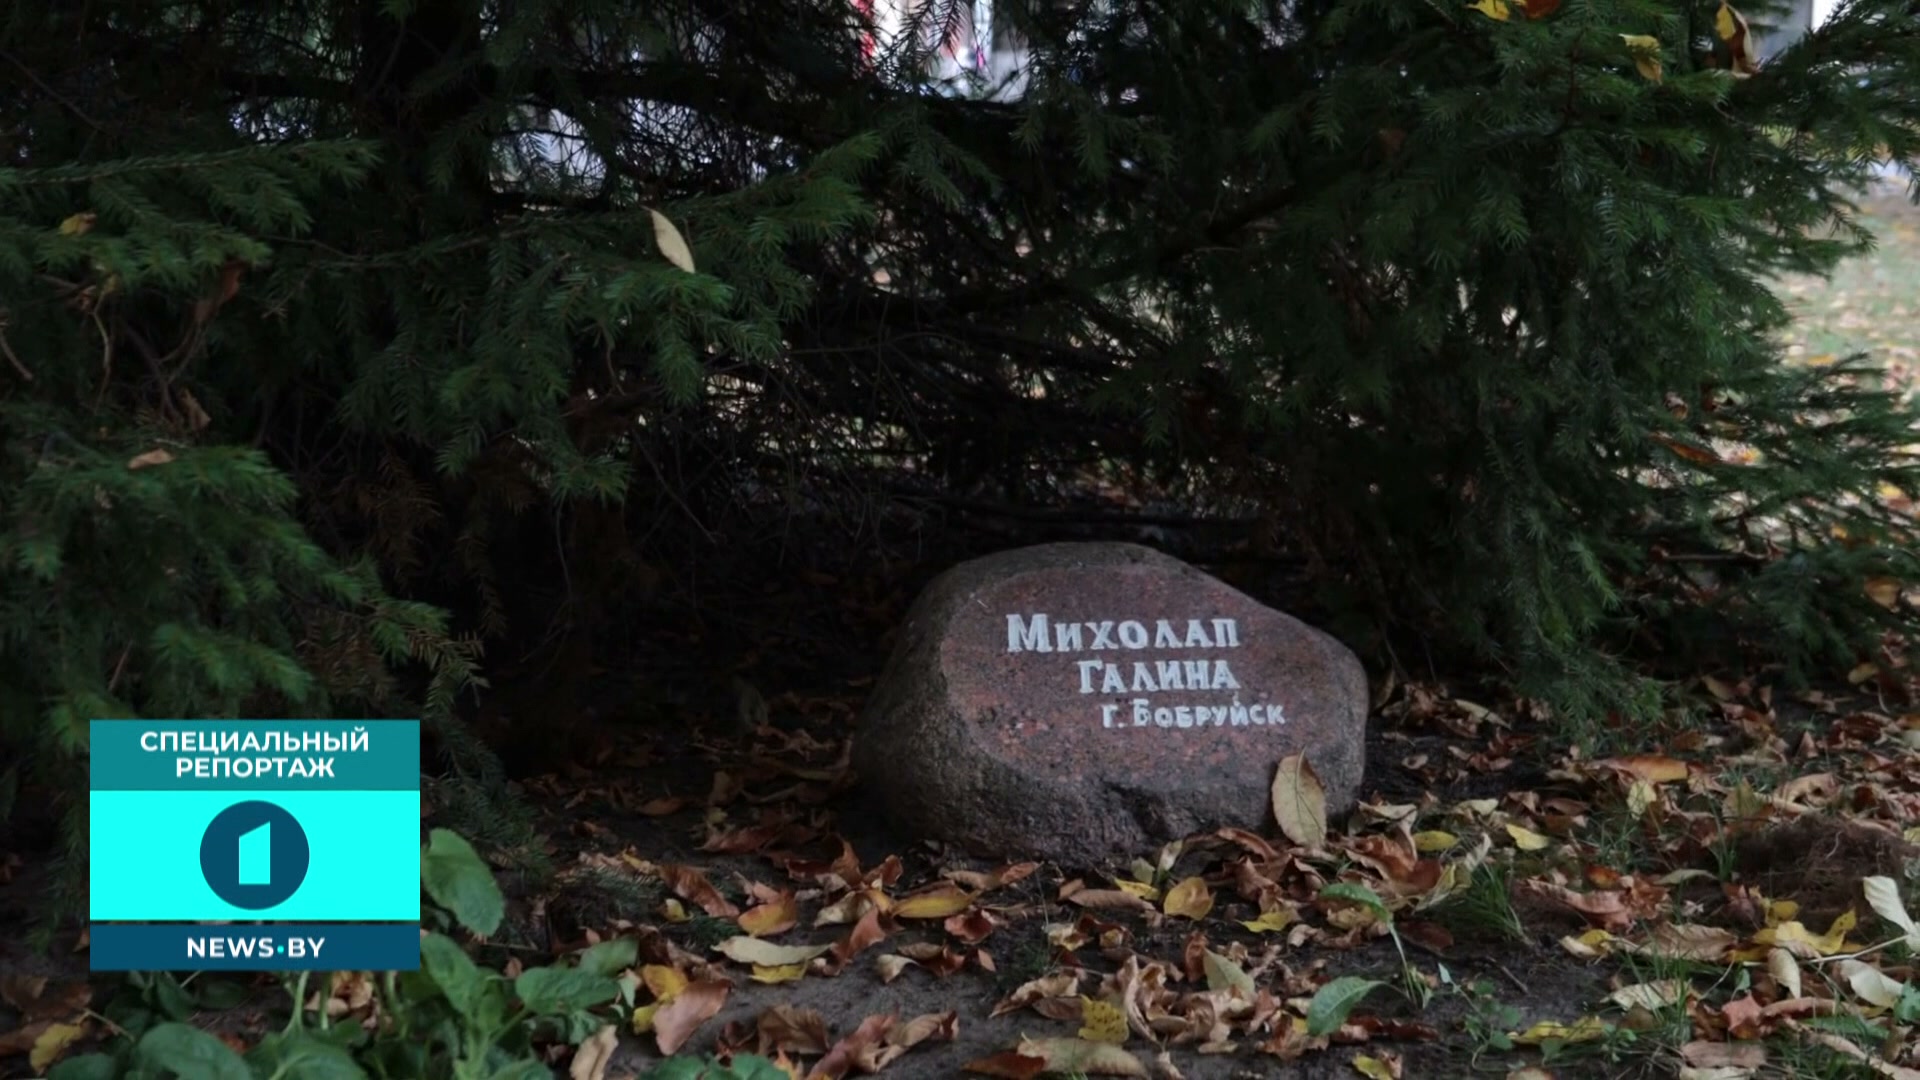 Михолап
Галина
г. Бобруйск
СПЕЦИАЛЬНЫЙ
РЕПОРТАЖ
1
NEWS•BY